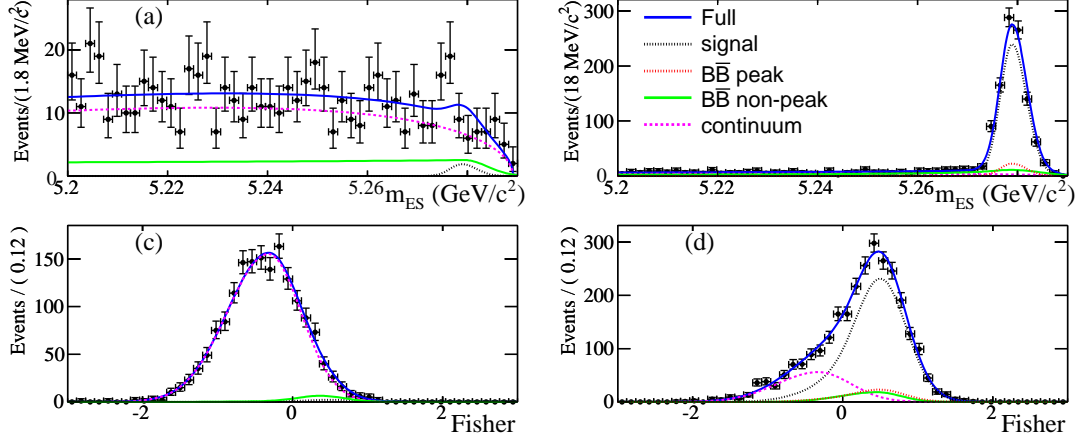 (a)
Events/(1.8 MeV/c²
20
10
0
5.2
5.22
5.24
5.26
m_ES (GeV/c²)
Events/(18 MeV/c²)
300
200
100
0
5.2
5.22
5.24
5.26
m_ES (GeV/c²)
Full
signal
BB̄ peak
BB̄ non-peak
continuum
(c)
Events / ( 0.12 )
150
100
50
0
-2
0
2
Fisher
(d)
Events / ( 0.12 )
300
200
100
0
-2
0
2
Fisher